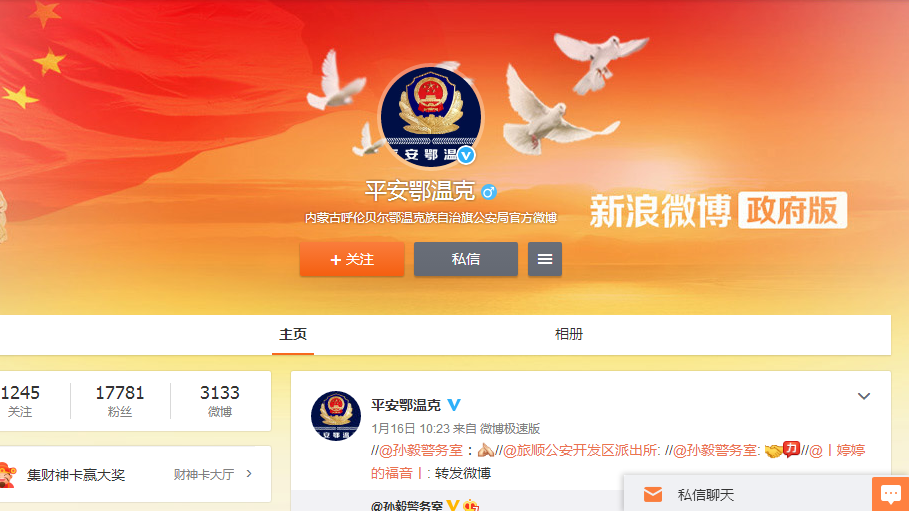 平安鄂温
平安鄂温克
内蒙古呼伦贝尔鄂温克族自治旗公安局官方微博
新浪微博 政府版
+ 关注 私信
主页 相册
1245 17781 3133
关注 粉丝 微博
集财神卡赢大奖 财神卡大厅 >
平安鄂温克
1月16日 10:23 来自 微博极速版
//@孙毅警务室：//@旅顺公安开发区派出所: //@孙毅警务室: 力//@丨婷婷
的福音丨: 转发微博
@孙毅警务室
私信聊天